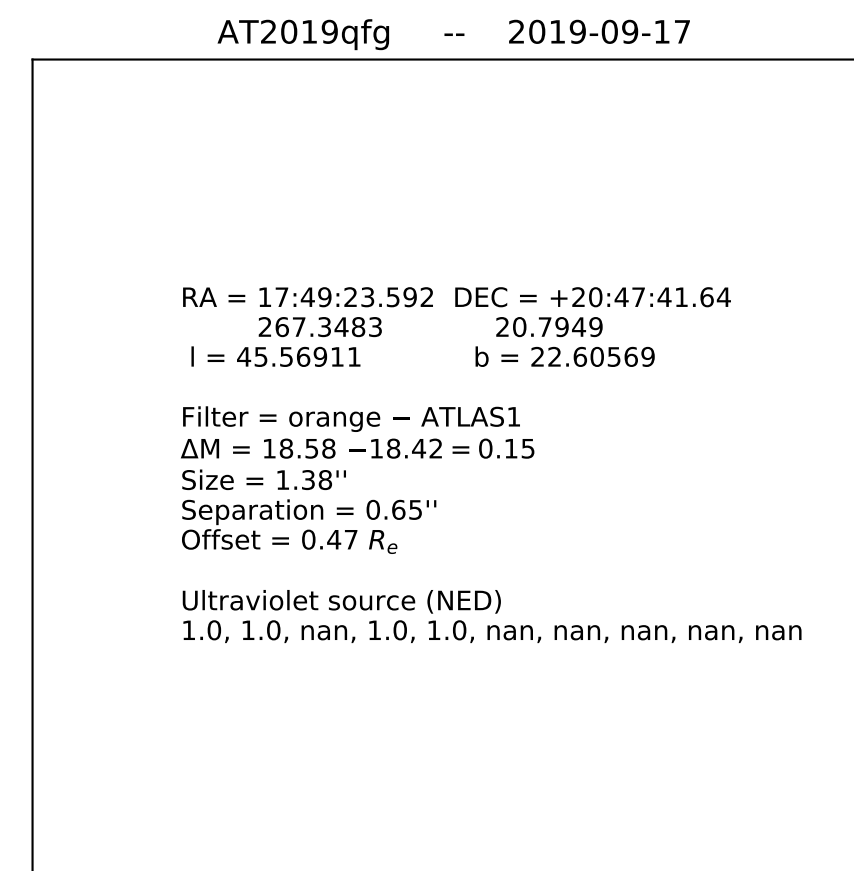 AT2019qfg -- 2019-09-17
RA = 17:49:23.592 DEC = +20:47:41.64
267.3483 20.7949
l = 45.56911 b = 22.60569
Filter = orange − ATLAS1
ΔM = 18.58 −18.42 = 0.15
Size = 1.38''
Separation = 0.65''
Offset = 0.47 Re
Ultraviolet source (NED)
1.0, 1.0, nan, 1.0, 1.0, nan, nan, nan, nan, nan